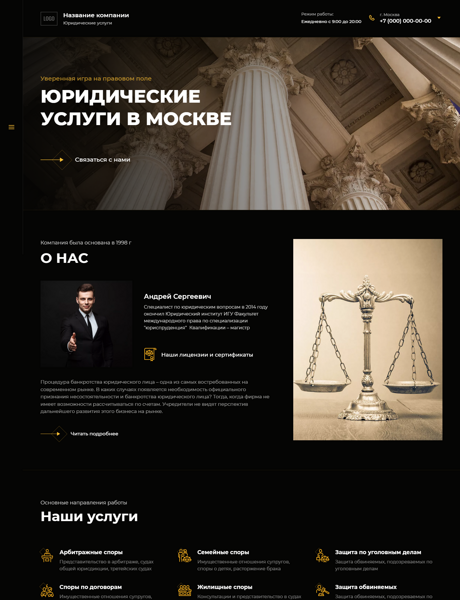 LOGO
Название компании
Юридические услуги
Режим работы:
Ежедневно с 9:00 до 20:00
г. Москва
+7 (000) 000-00-00
Уверенная игра на правовом поле
ЮРИДИЧЕСКИЕ
УСЛУГИ В МОСКВЕ
Связаться с нами
Компания была основана в 1998 г
О НАС
Андрей Сергеевич
Специалист по юридическим вопросам в 2014 году
окончил Юридический институт ИГУ Факультет
международного права по специализации
"юриспруденция" Квалификации – магистр
Наши лицензии и сертификаты
Процедура банкротства юридического лица – одна из самых востребованных на
современном рынке. В каких случаях появляется необходимость официального
признания несостоятельности и банкротства юридического лица? Тогда, когда фирма не
имеет возможности рассчитываться по счетам. Учредители не видят перспектив
дальнейшего развития этого бизнеса на рынке.
Читать подробнее
Основные направления работы
Наши услуги
Арбитражные споры
Представительство в арбитраже, судах
общей юрисдикции, третейских судах
Семейные споры
Имущественные отношения супругов,
споры о детях, расторжение брака
Защита по уголовным делам
Защита обвиняемых, подозреваемых по
уголовным делам
Споры по договорам
Имущественные отношения супругов,
Жилищные споры
Консультации и представительство в суде
Защита обвиняемых
Защита обвиняемых, подозреваемых по